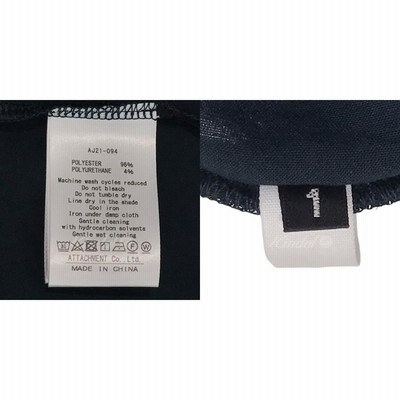 AJ21-094
POLYESTER 96%
POLYURETHANE 4%
Machine wash cycles reduced
Do not bleach
Do not tumble dry
Line dry in the shade
Cool iron
Iron under deep cloth
Gentle cleaning
with hydrocarbon solvents
Gentle wet cleaning
ATTACHMENT Co., Ltd.
MADE IN CHINA
Kindal